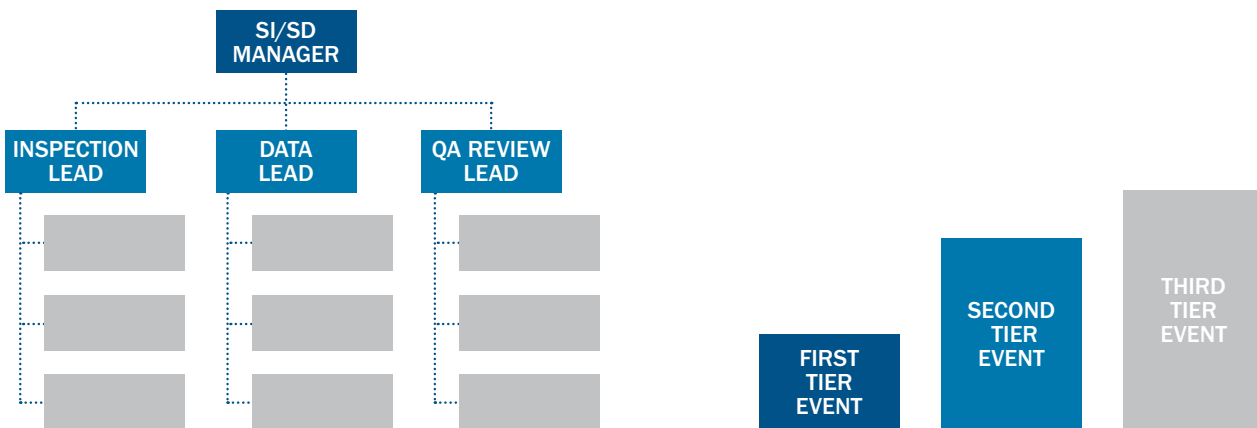 SI/SD
MANAGER
INSPECTION
LEAD
DATA
LEAD
QA REVIEW
LEAD
FIRST
TIER
EVENT
SECOND
TIER
EVENT
THIRD
TIER
EVENT